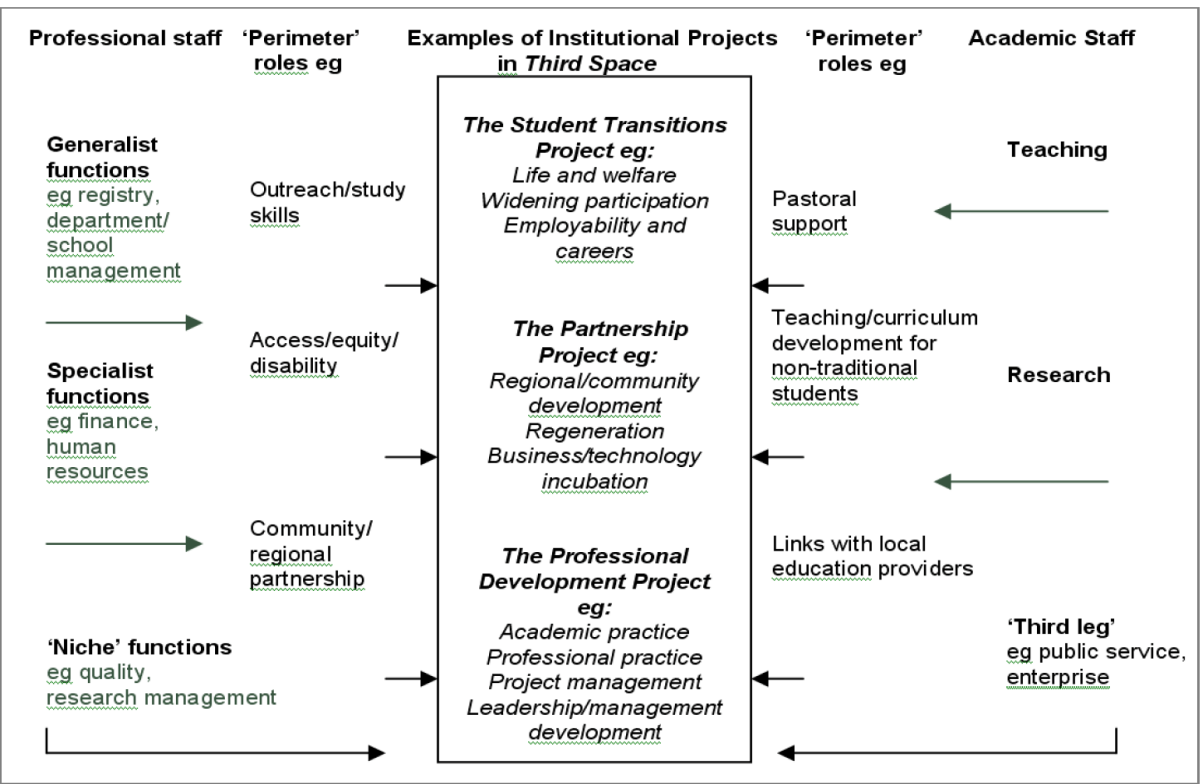 Professional staff
‘Perimeter’
roles eg
Examples of Institutional Projects
in Third Space
‘Perimeter’
roles eg
Academic Staff
Generalist
functions
eg registry,
department/
school
management
Specialist
functions
eg finance,
human
resources
‘Niche’ functions
eg quality,
research management
Outreach/study
skills
Access/equity/
disability
Community/
regional
partnership
The Student Transitions
Project eg:
Life and welfare
Widening participation
Employability and
careers
The Partnership
Project eg:
Regional/community
development
Regeneration
Business/technology
incubation
The Professional
Development Project
eg:
Academic practice
Professional practice
Project management
Leadership/management
development
Pastoral
support
Teaching/curriculum
development for
non-traditional
students
Links with local
education providers
Teaching
Research
‘Third leg’
eg public service,
enterprise